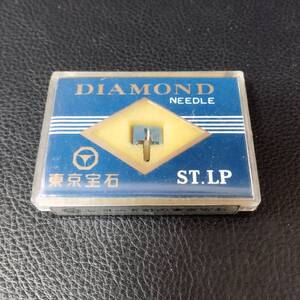 DIAMOND
NEEDLE
東京宝石
ST.LP